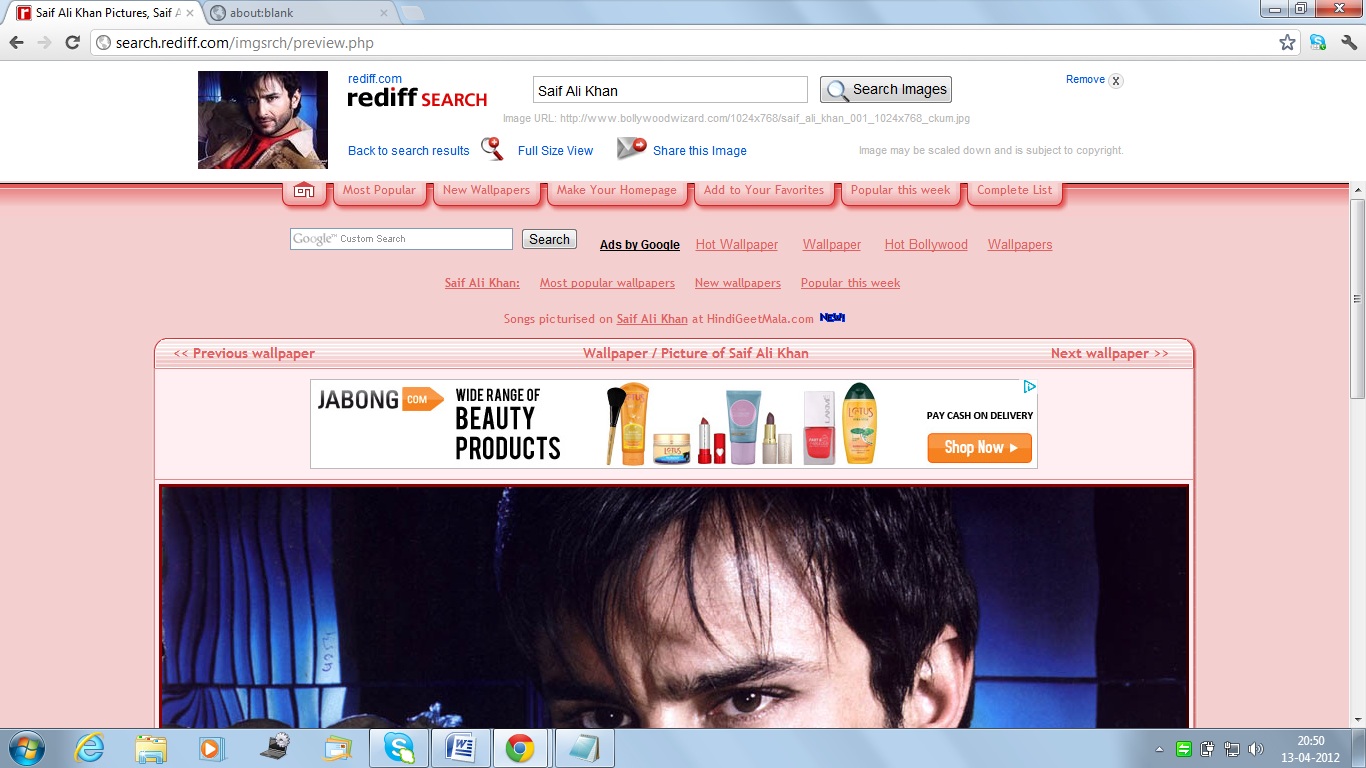 Saif Ali Khan Pictures, Saif A
about:blank
search.rediff.com/imgsrch/preview.php
rediff.com
rediff SEARCH
Saif Ali Khan
Search Images
Remove X
Image URL: http://www.bollywoodwizard.com/1024x768/saif_ali_khan_001_1024x768_ckum.jpg
Back to search results Full Size View Share this Image
Image may be scaled down and is subject to copyright.
Most Popular New Wallpapers Make Your Homepage Add to Your Favorites Popular this week Complete List
Google™ Custom Search Search Ads by Google Hot Wallpaper Wallpaper Hot Bollywood Wallpapers
Saif Ali Khan: Most popular wallpapers New wallpapers Popular this week
Songs picturised on Saif Ali Khan at HindiGeetMala.com NEW!
<< Previous wallpaper Wallpaper / Picture of Saif Ali Khan Next wallpaper >>
JABONG.COM
WIDE RANGE OF
BEAUTY
PRODUCTS
LOTUS
LAKMÉ
LOTUS
PAY CASH ON DELIVERY
Shop Now
20:50
13-04-2012